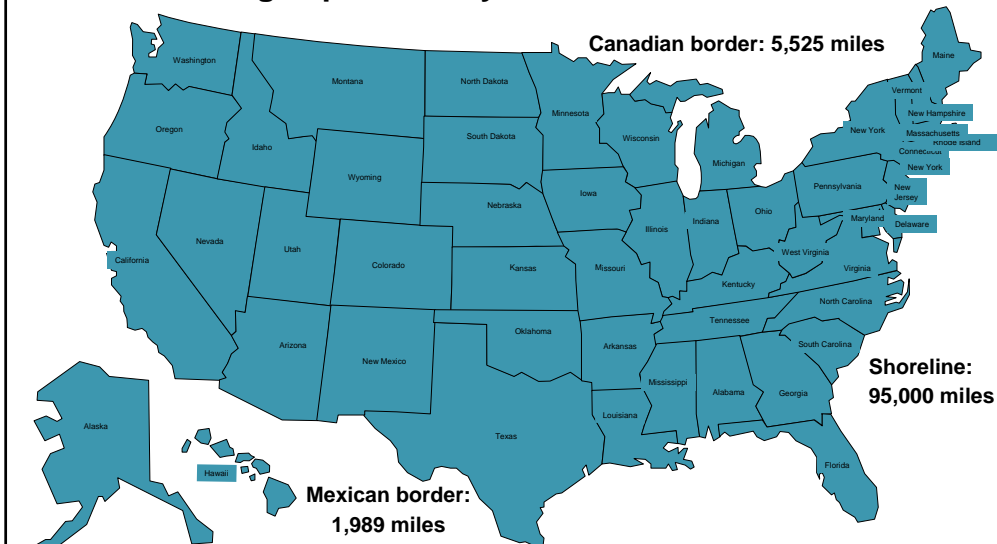 Canadian border: 5,525 miles
Maine
Washington
Montana
North Dakota
Minnesota
Vermont
New Hampshire
Oregon
Idaho
South Dakota
Wisconsin
Michigan
New York
Massachusetts
Rhode Island
Connecticut
New York
Wyoming
Iowa
Nebraska
Pennsylvania
New
Jersey
Illinois
Indiana
Ohio
Maryland
Delaware
Nevada
Utah
Colorado
Kansas
Missouri
West Virginia
Virginia
California
Kentucky
North Carolina
Tennessee
Arizona
New Mexico
Oklahoma
Arkansas
South Carolina
Shoreline:
95,000 miles
Mississippi
Alabama
Georgia
Louisiana
Texas
Alaska
Hawaii
Florida
Mexican border:
1,989 miles